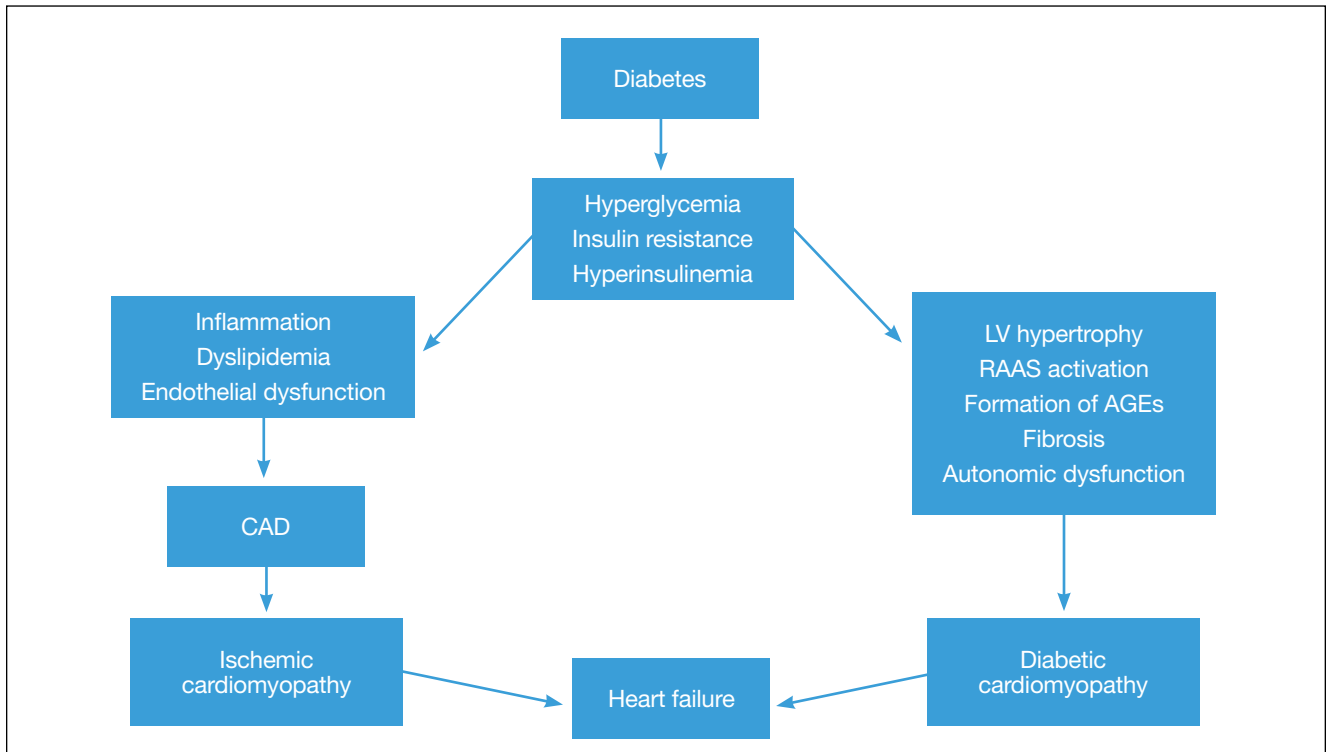 Diabetes
Hyperglycemia
Insulin resistance
Hyperinsulinemia
Inflammation
Dyslipidemia
Endothelial dysfunction
LV hypertrophy
RAAS activation
Formation of AGEs
Fibrosis
Autonomic dysfunction
CAD
Ischemic
cardiomyopathy
Heart failure
Diabetic
cardiomyopathy